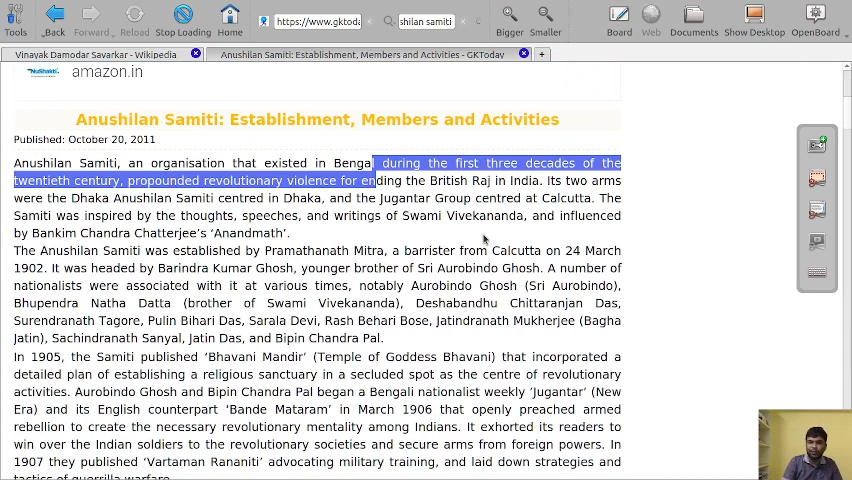 Tools
Back
Forward
Reload
Stop Loading
Home
https://www.gktoda
shilan samiti
Bigger
Smaller
Board
Web
Documents
Show Desktop
OpenBoard
Vinayak Damodar Savarkar - Wikipedia
Anushilan Samiti: Establishment, Members and Activities - GKToday
NuShakti
amazon.in
Anushilan Samiti: Establishment, Members and Activities
Published: October 20, 2011
Anushilan Samiti, an organisation that existed in Bengal during the first three decades of the
twentieth century, propounded revolutionary violence for ending the British Raj in India. Its two arms
were the Dhaka Anushilan Samiti centred in Dhaka, and the Jugantar Group centred at Calcutta. The
Samiti was inspired by the thoughts, speeches, and writings of Swami Vivekananda, and influenced
by Bankim Chandra Chatterjee's 'Anandmath'.
The Anushilan Samiti was established by Pramathanath Mitra, a barrister from Calcutta on 24 March
1902. It was headed by Barindra Kumar Ghosh, younger brother of Sri Aurobindo Ghosh. A number of
nationalists were associated with it at various times, notably Aurobindo Ghosh (Sri Aurobindo),
Bhupendra Natha Datta (brother of Swami Vivekananda), Deshabandhu Chittaranjan Das,
Surendranath Tagore, Pulin Bihari Das, Sarala Devi, Rash Behari Bose, Jatindranath Mukherjee (Bagha
Jatin), Sachindranath Sanyal, Jatin Das, and Bipin Chandra Pal.
In 1905, the Samiti published 'Bhavani Mandir' (Temple of Goddess Bhavani) that incorporated a
detailed plan of establishing a religious sanctuary in a secluded spot as the centre of revolutionary
activities. Aurobindo Ghosh and Bipin Chandra Pal began a Bengali nationalist weekly 'Jugantar' (New
Era) and its English counterpart 'Bande Mataram' in March 1906 that openly preached armed
rebellion to create the necessary revolutionary mentality among Indians. It exhorted its readers to
win over the Indian soldiers to the revolutionary societies and secure arms from foreign powers. In
1907 they published 'Vartaman Rananiti' advocating military training, and laid down strategies and
tactics of guerrilla warfare.